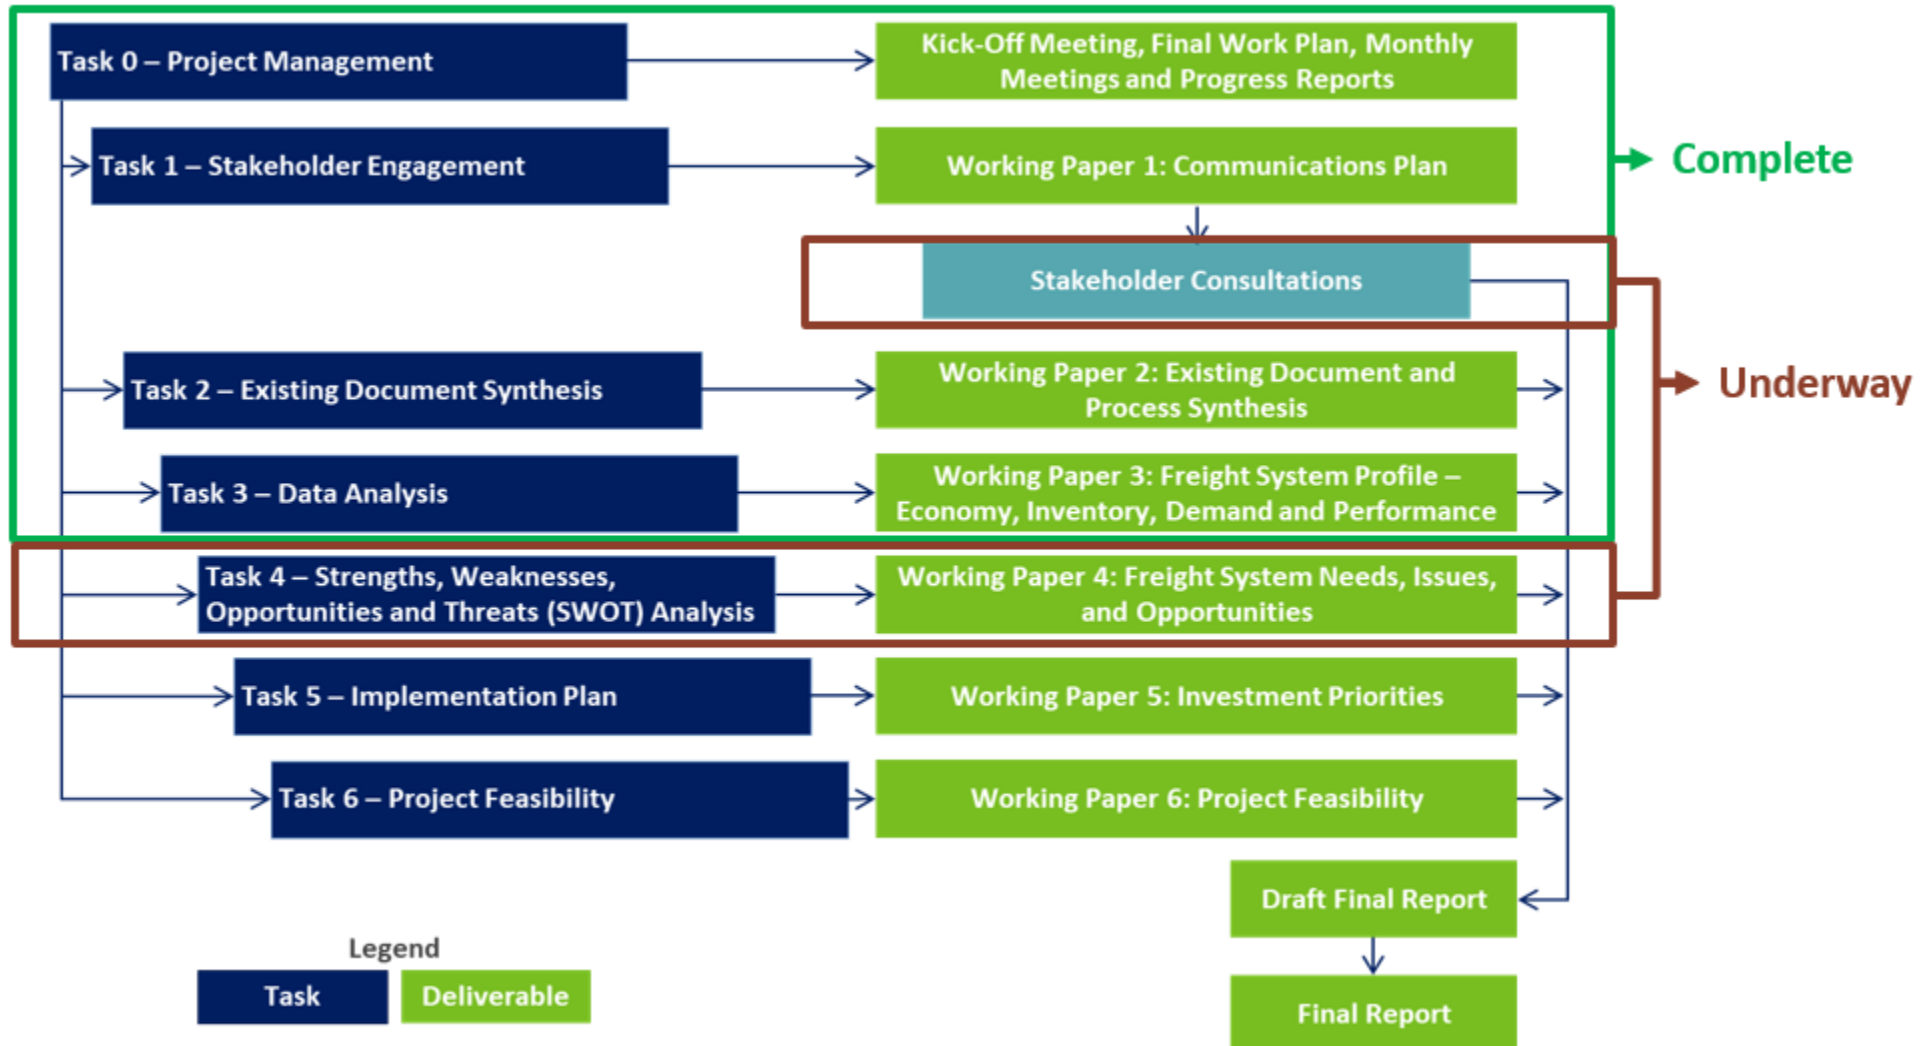 Task 0 – Project Management
Kick-Off Meeting, Final Work Plan, Monthly
Meetings and Progress Reports
Task 1 – Stakeholder Engagement
Working Paper 1: Communications Plan
Complete
Stakeholder Consultations
Task 2 – Existing Document Synthesis
Working Paper 2: Existing Document and
Process Synthesis
Underway
Task 3 – Data Analysis
Working Paper 3: Freight System Profile –
Economy, Inventory, Demand and Performance
Task 4 – Strengths, Weaknesses,
Opportunities and Threats (SWOT) Analysis
Working Paper 4: Freight System Needs, Issues,
and Opportunities
Task 5 – Implementation Plan
Working Paper 5: Investment Priorities
Task 6 – Project Feasibility
Working Paper 6: Project Feasibility
Draft Final Report
Final Report
Legend
Task
Deliverable